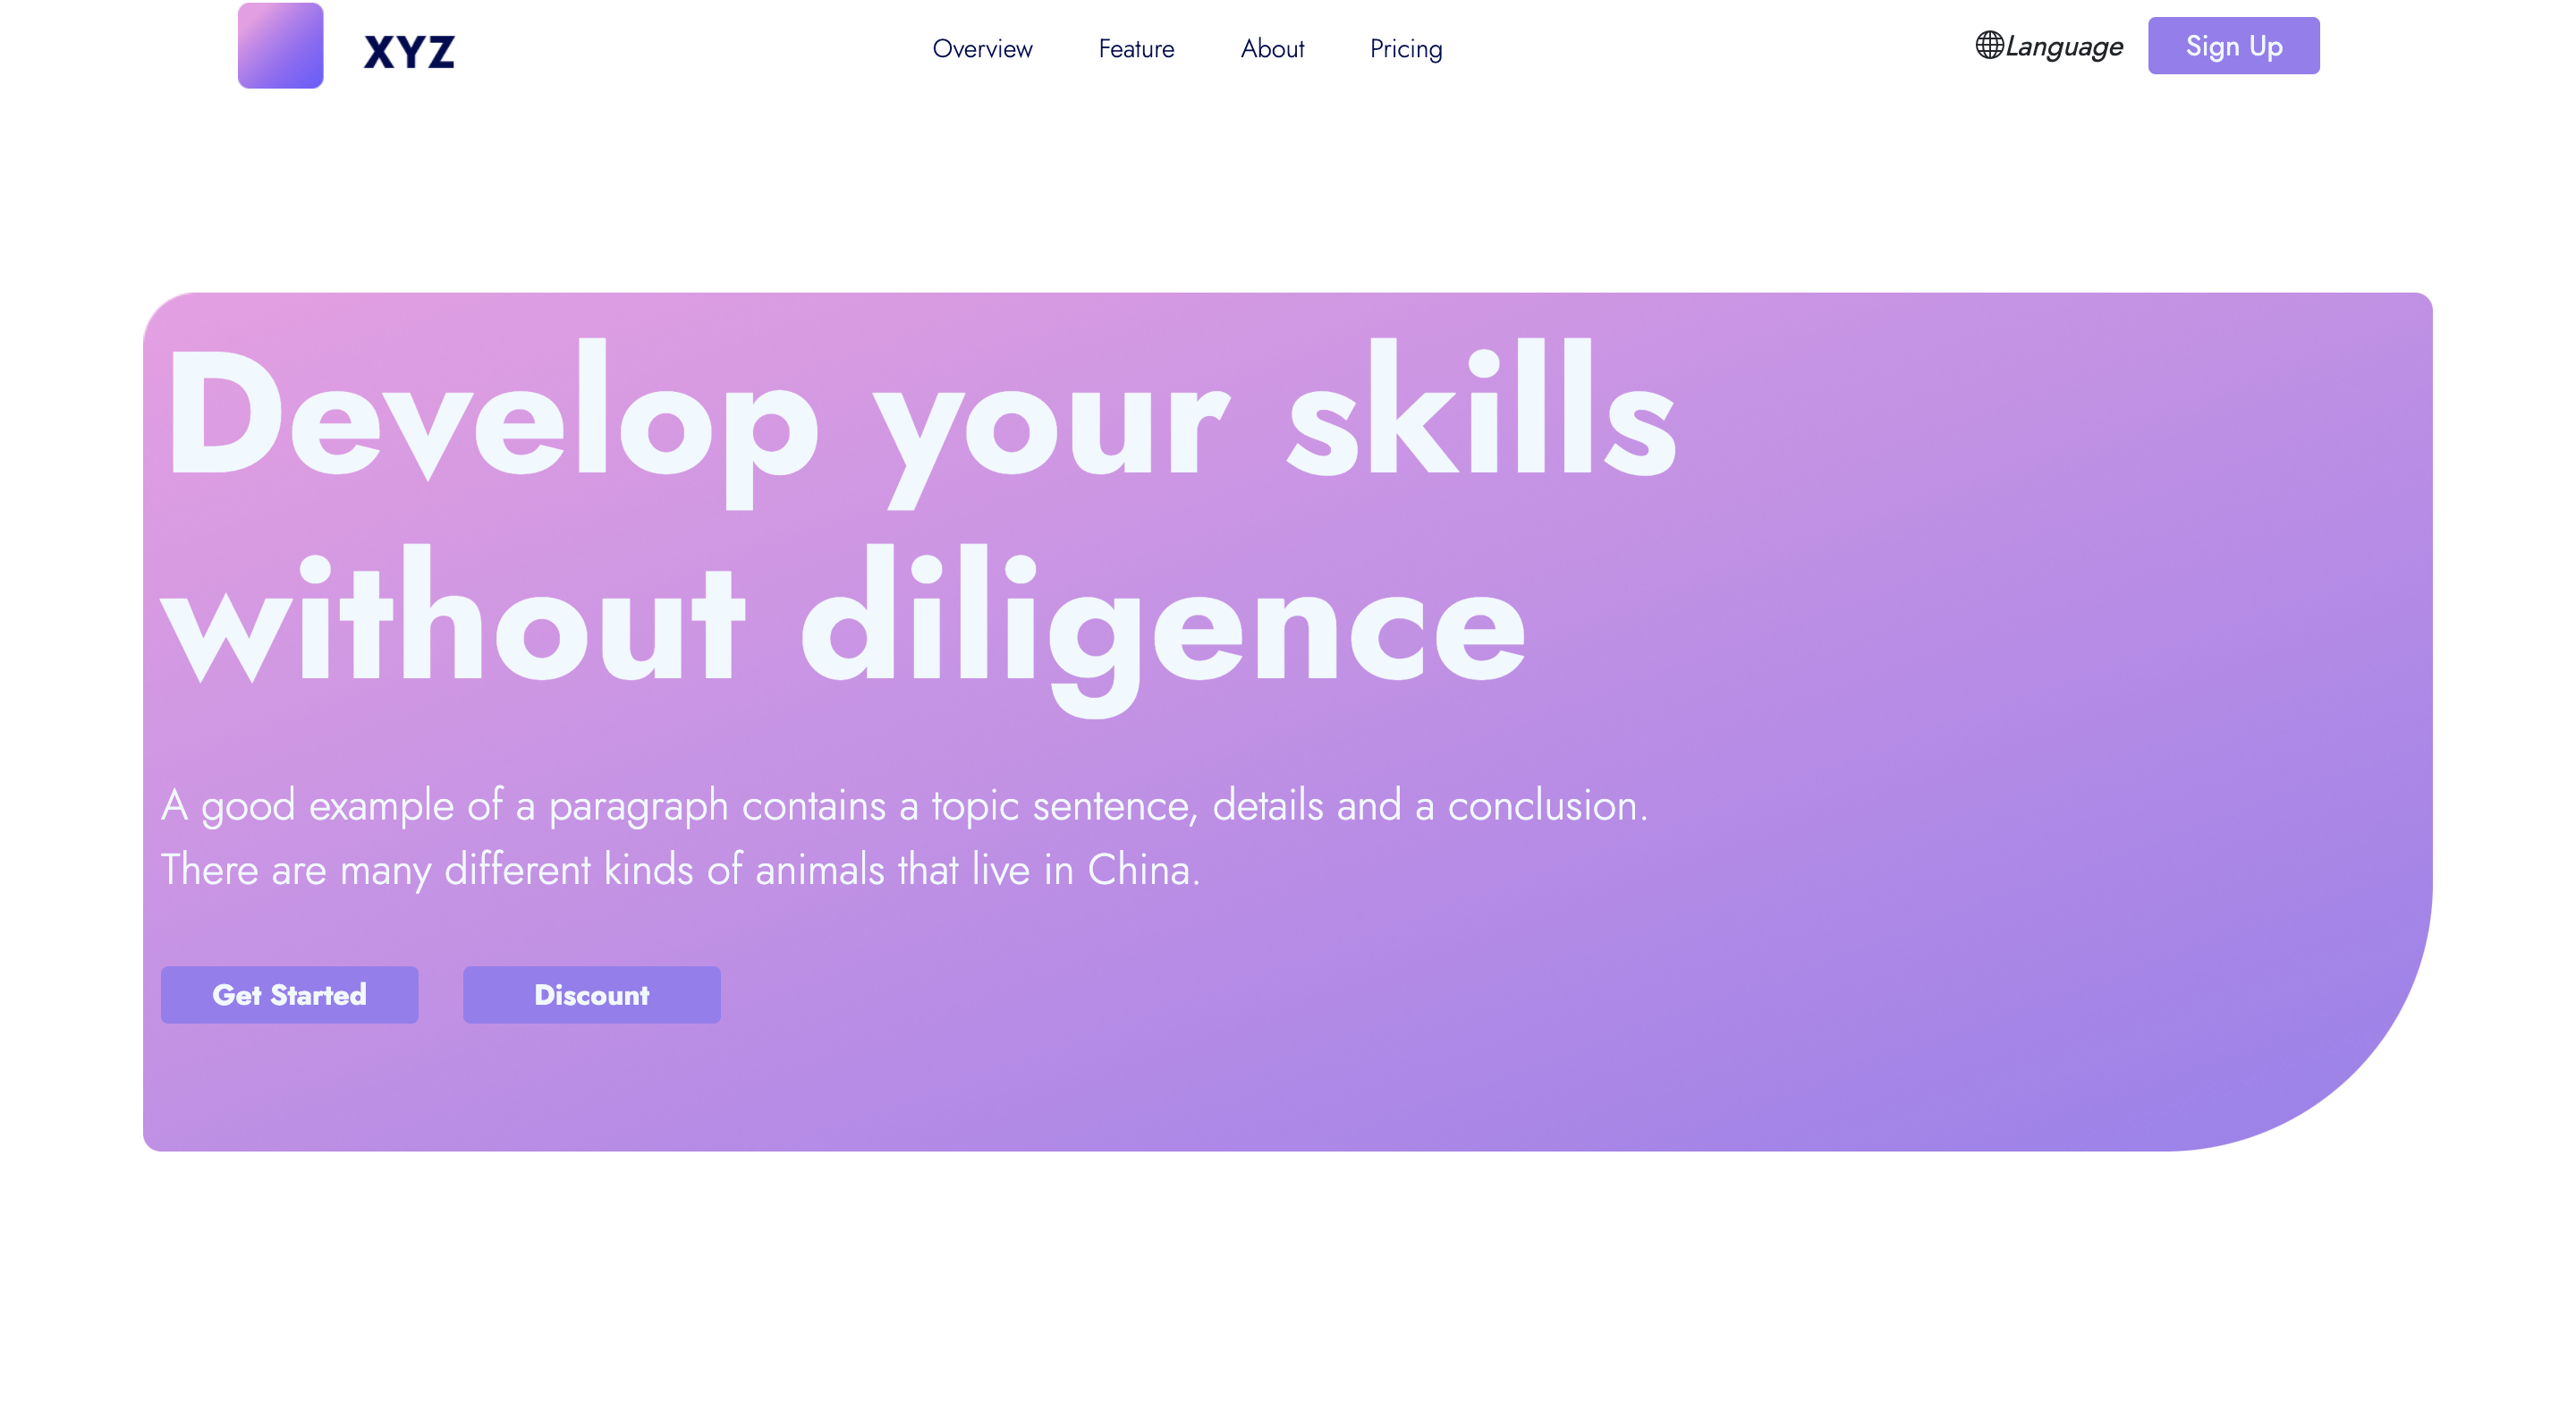 XYZ
Overview Feature About Pricing
Language Sign Up
Develop your skills
without diligence
A good example of a paragraph contains a topic sentence, details and a conclusion.
There are many different kinds of animals that live in China.
Get Started Discount